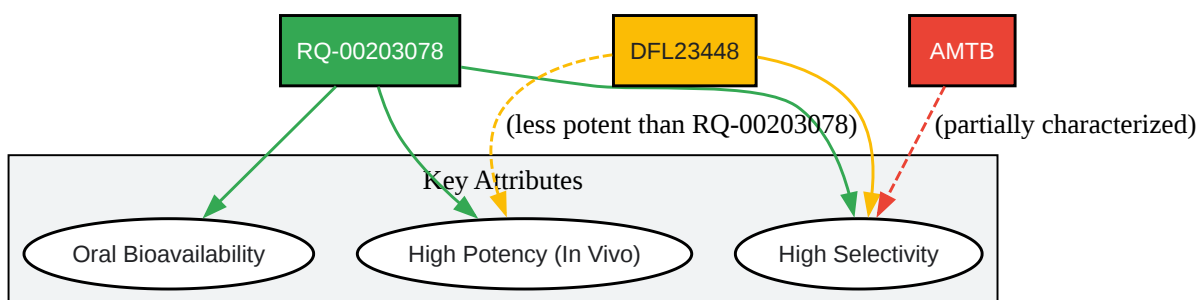 RQ-00203078
DFL23448
AMTB
(less potent than RQ-00203078)
(partially characterized)
Key Attributes
Oral Bioavailability
High Potency (In Vivo)
High Selectivity